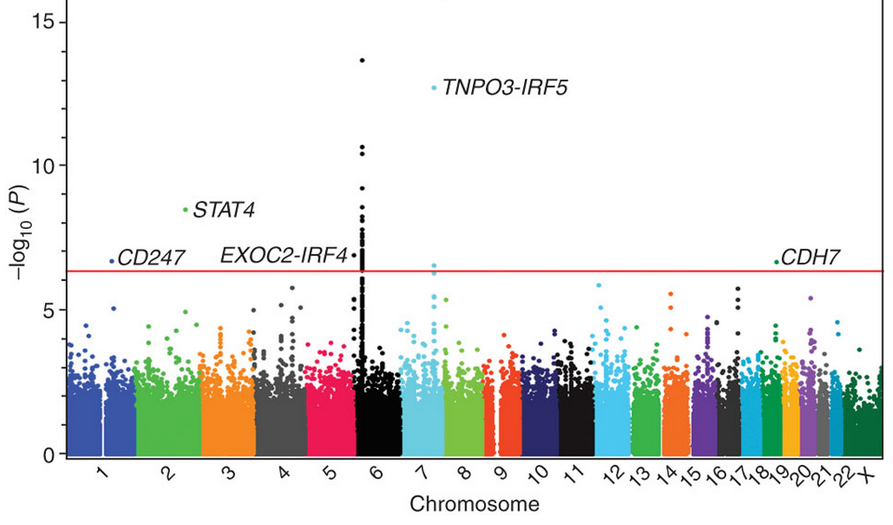 15
TNPO3-IRF5
10
STAT4
CD247
EXOC2-IRF4
CDH7
5
0
−log10 (P)
1 2 3 4 5 6 7 8 9 10 11 12 13 14 15 16 17 18 19 20 21 22 X
Chromosome